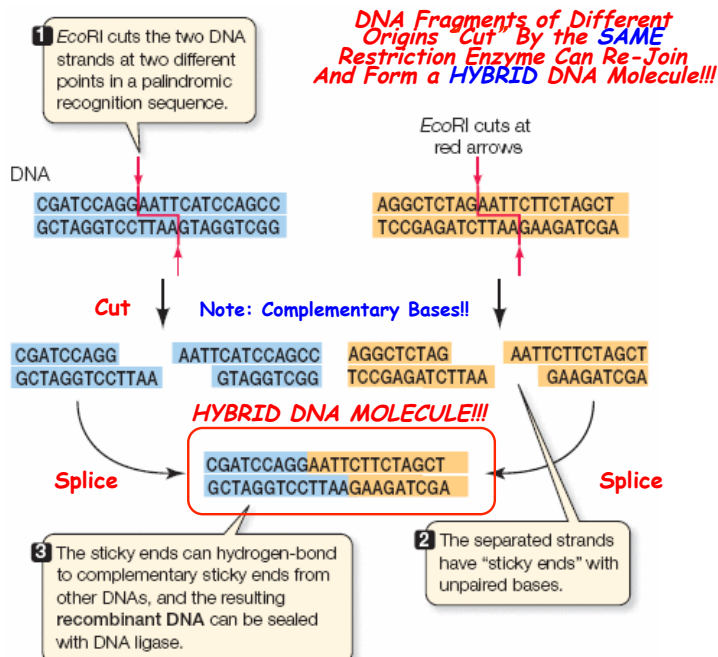 DNA Fragments of Different
Origins "Cut" By the SAME
Restriction Enzyme Can Re-Join
And Form a HYBRID DNA Molecule!!!
1 EcoRI cuts the two DNA
strands at two different
points in a palindromic
recognition sequence.
EcoRI cuts at
red arrows
DNA
CGATCCAGGAATTCATCCAGCC
GCTAGGTCCTTAAGTAGGTCGG
AGGCTCTAGAATTCTTCTAGCT
TCCGAGATCTTAAGAAGATCGA
Cut
Note: Complementary Bases!!
CGATCCAGG
GCTAGGTCCTTAA
AATTCATCCAGCC
GTAGGTCGG
AGGCTCTAG
TCCGAGATCTTAA
AATTCTTCTAGCT
GAAGATCGA
HYBRID DNA MOLECULE!!!
CGATCCAGGAATTCTTCTAGCT
GCTAGGTCCTTAAGAAGATCGA
Splice
Splice
2 The separated strands
have "sticky ends" with
unpaired bases.
3 The sticky ends can hydrogen-bond
to complementary sticky ends from
other DNAs, and the resulting
recombinant DNA can be sealed
with DNA ligase.